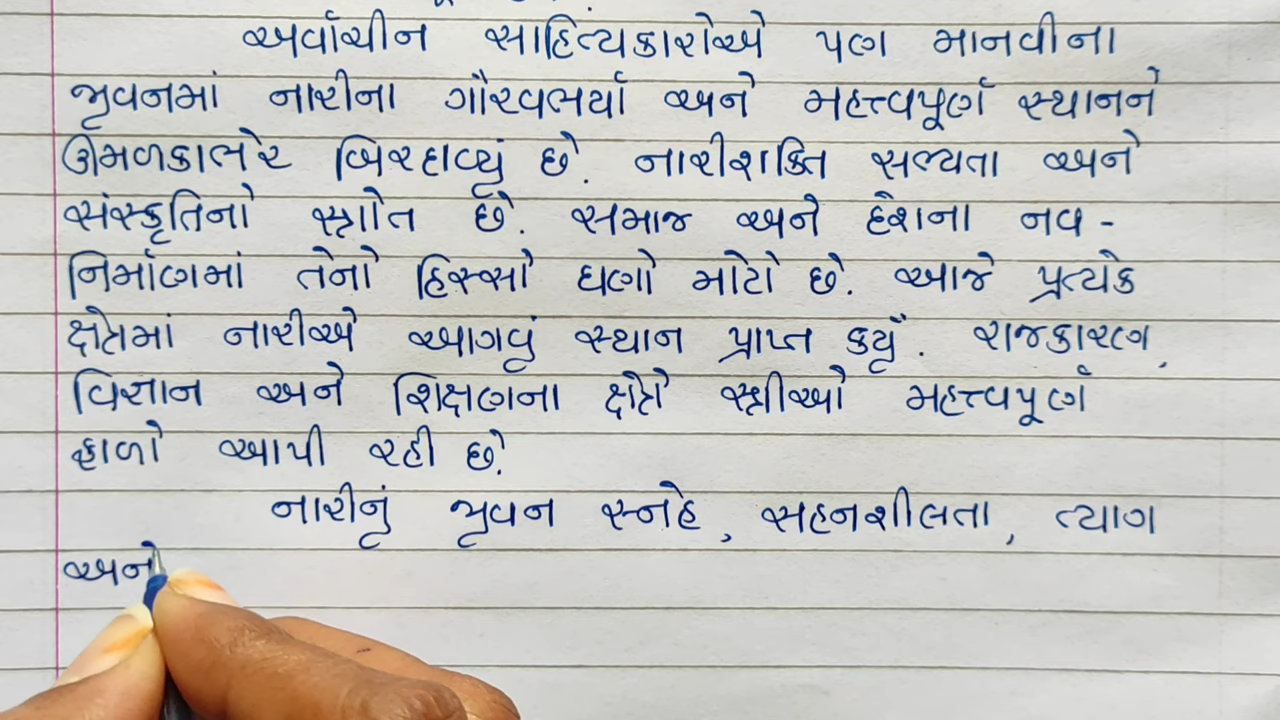 અર્વાચીન સાહિત્યકારોએ પણ માનવીના
જીવનમાં નારીના ગૌરવભર્યા અને મહત્ત્વપૂર્ણ સ્થાનને
ઊમળકાભેર બિરદાવ્યું છે. નારીશક્તિ સભ્યતા અને
સંસ્કૃતિનો સ્ત્રોત છે. સમાજ અને દેશના નવ -
નિર્માણમાં તેનો હિસ્સો ઘણો મોટો છે. આજે પ્રત્યેક
ક્ષેત્રમાં નારીએ આગવું સ્થાન પ્રાપ્ત કર્યું. રાજકારણ,
વિજ્ઞાન અને શિક્ષણના ક્ષેત્રે સ્ત્રીઓ મહત્ત્વપૂર્ણ
ફાળો આપી રહી છે.
નારીનું જીવન સ્નેહ, સહનશીલતા, ત્યાગ
અને